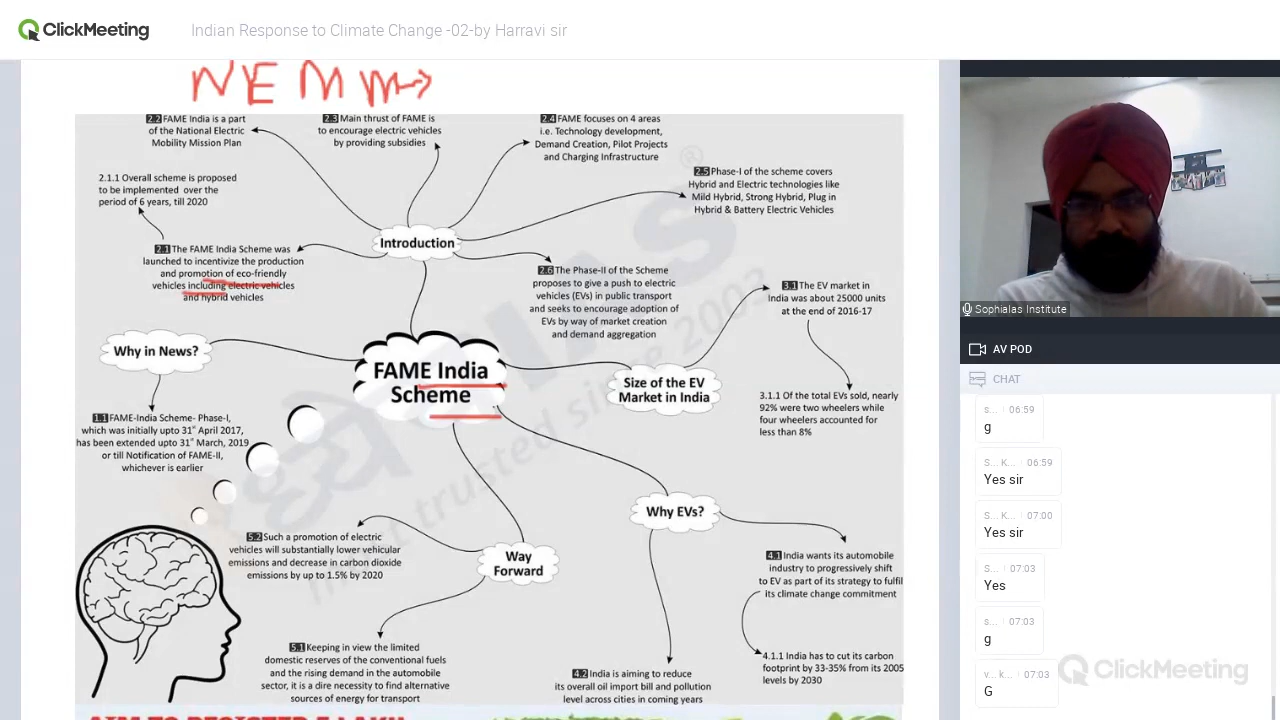 ClickMeeting
Indian Response to Climate Change -02-by Harravi sir
NEMM→
2.2 FAME India is a part
of the National Electric
Mobility Mission Plan
2.3 Main thrust of FAME is
to encourage electric vehicles
by providing subsidies
2.4 FAME focuses on 4 areas
i.e. Technology development,
Demand Creation, Pilot Projects
and Charging Infrastructure
2.5 Phase-I of the scheme covers
Hybrid and Electric technologies like
Mild Hybrid, Strong Hybrid, Plug in
Hybrid & Battery Electric Vehicles
2.1.1 Overall scheme is proposed
to be implemented over the
period of 6 years, till 2020
Introduction
2.1 The FAME India Scheme was
launched to incentivize the production
and promotion of eco-friendly
vehicles including electric vehicles
and hybrid vehicles
2.6 The Phase-II of the Scheme
proposes to give a push to electric
vehicles (EVs) in public transport
and seeks to encourage adoption of
EVs by way of market creation
and demand aggregation
3.1 The EV market in
India was about 25000 units
at the end of 2016-17
Why in News?
FAME India
Scheme
Size of the EV
Market in India
3.1.1 Of the total EVs sold, nearly
92% were two wheelers while
four wheelers accounted for
less than 8%
1.1 FAME-India Scheme- Phase-I,
which was initially upto 31st April 2017,
has been extended upto 31st March, 2019
or till Notification of FAME-II,
whichever is earlier
Why EVs?
5.2 Such a promotion of electric
vehicles will substantially lower vehicular
emissions and decrease in carbon dioxide
emissions by up to 1.5% by 2020
Way
Forward
4.1 India wants its automobile
industry to progressively shift
to EV as part of its strategy to fulfil
its climate change commitment
5.1 Keeping in view the limited
domestic reserves of the conventional fuels
and the rising demand in the automobile
sector, it is a dire necessity to find alternative
sources of energy for transport
4.2 India is aiming to reduce
its overall oil import bill and pollution
level across cities in coming years
4.1.1 India has to cut its carbon
footprint by 33-35% from its 2005
levels by 2030
Sophialas Institute
AV POD
CHAT
s... 06:59
g
S... K... 06:59
Yes sir
S... K... 07:00
Yes sir
S... 07:03
Yes
s... 07:03
g
v... k... 07:03
G
ClickMeeting